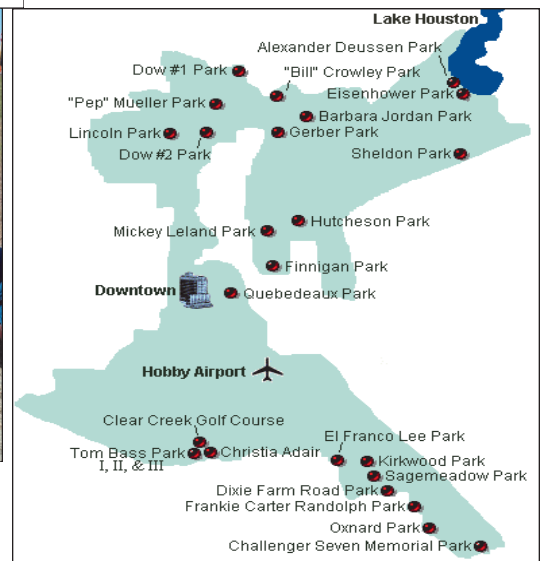 Lake Houston
Alexander Deussen Park
Dow #1 Park
"Bill" Crowley Park
Eisenhower Park
"Pep" Mueller Park
Barbara Jordan Park
Lincoln Park
Gerber Park
Dow #2 Park
Sheldon Park
Hutcheson Park
Mickey Leland Park
Finnigan Park
Downtown
Quebedeaux Park
Hobby Airport
Clear Creek Golf Course
El Franco Lee Park
Tom Bass Park
I, II, & III
Christia Adair
Kirkwood Park
Sagemeadow Park
Dixie Farm Road Park
Frankie Carter Randolph Park
Oxnard Park
Challenger Seven Memorial Park